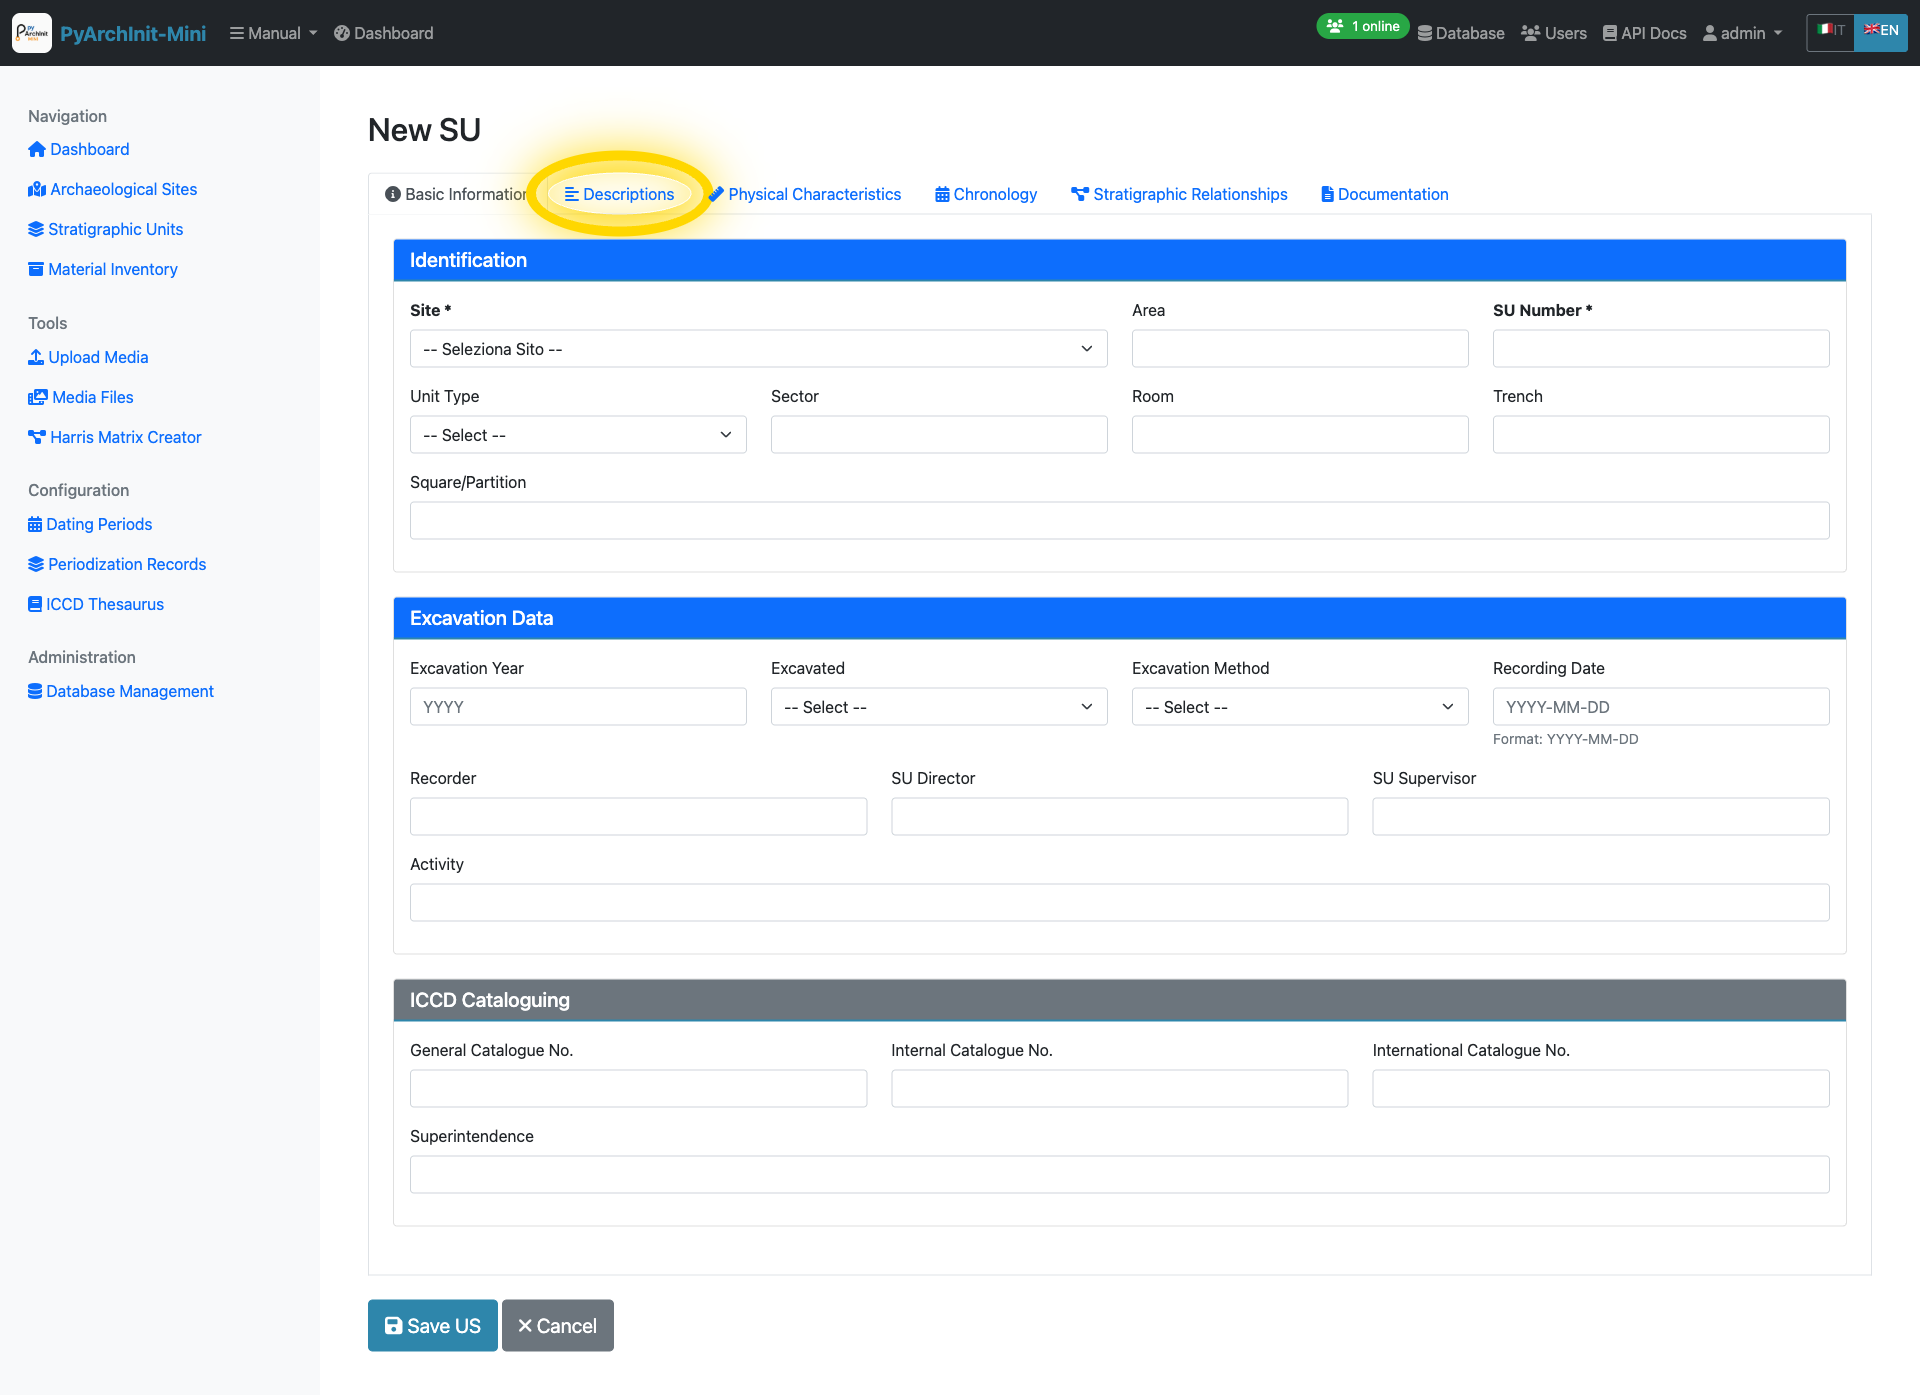 PyArchInit-Mini
Manual
Dashboard
1 online
Database
Users
API Docs
admin
IT
EN
Navigation
Dashboard
Archaeological Sites
Stratigraphic Units
Material Inventory
Tools
Upload Media
Media Files
Harris Matrix Creator
Configuration
Dating Periods
Periodization Records
ICCD Thesaurus
Administration
Database Management
New SU
Basic Information
Descriptions
Physical Characteristics
Chronology
Stratigraphic Relationships
Documentation
Identification
Site *
Area
SU Number *
-- Seleziona Sito --
Unit Type
Sector
Room
Trench
-- Select --
Square/Partition
Excavation Data
Excavation Year
Excavated
Excavation Method
Recording Date
YYYY
-- Select --
-- Select --
YYYY-MM-DD
Format: YYYY-MM-DD
Recorder
SU Director
SU Supervisor
Activity
ICCD Cataloguing
General Catalogue No.
Internal Catalogue No.
International Catalogue No.
Superintendence
Save US
Cancel